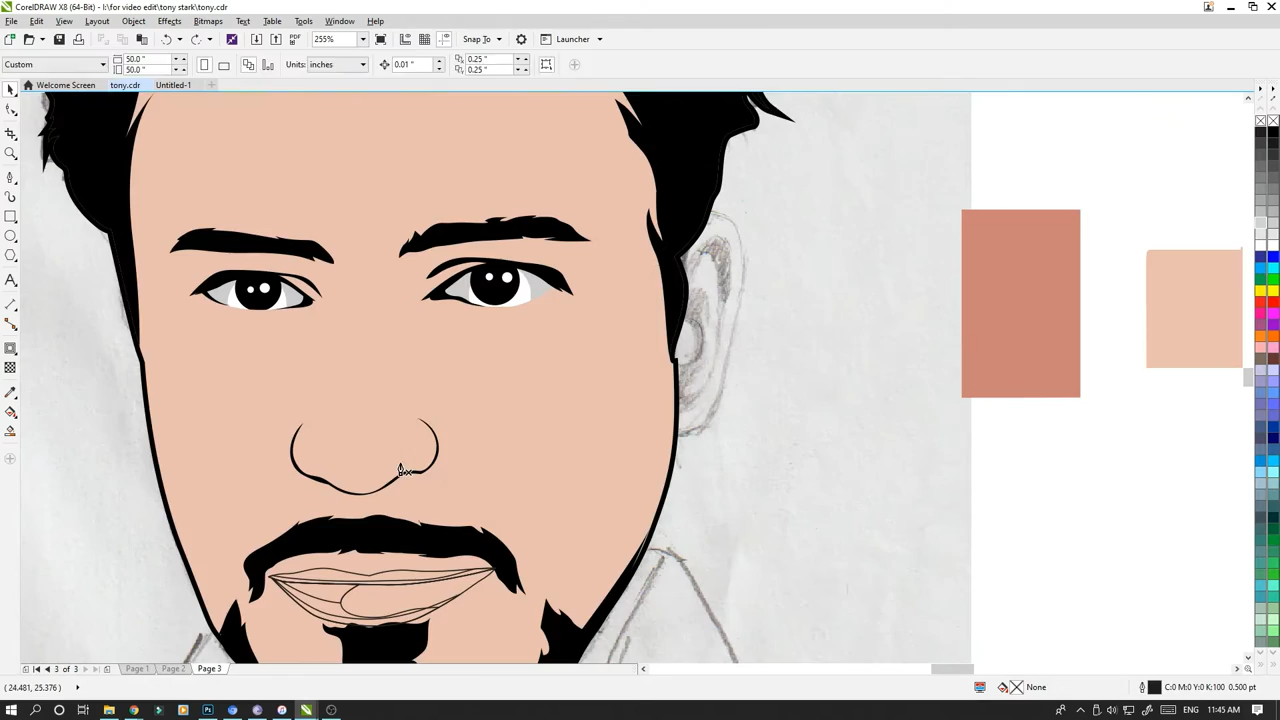 CorelDRAW X8 (64-Bit) - I:\for video edit\tony stark\tony.cdr
File Edit View Layout Object Effects Bitmaps Text Table Tools Window Help
255% Snap To Launcher
Custom 50.0 " 50.0 " Units: inches 0.01 " 0.25 " 0.25 "
Welcome Screen tony.cdr Untitled-1
3 of 3 Page 1 Page 2 Page 3
(24.481, 25.376) None C:0 M:0 Y:0 K:100 0.500 pt
ENG 11:45 AM